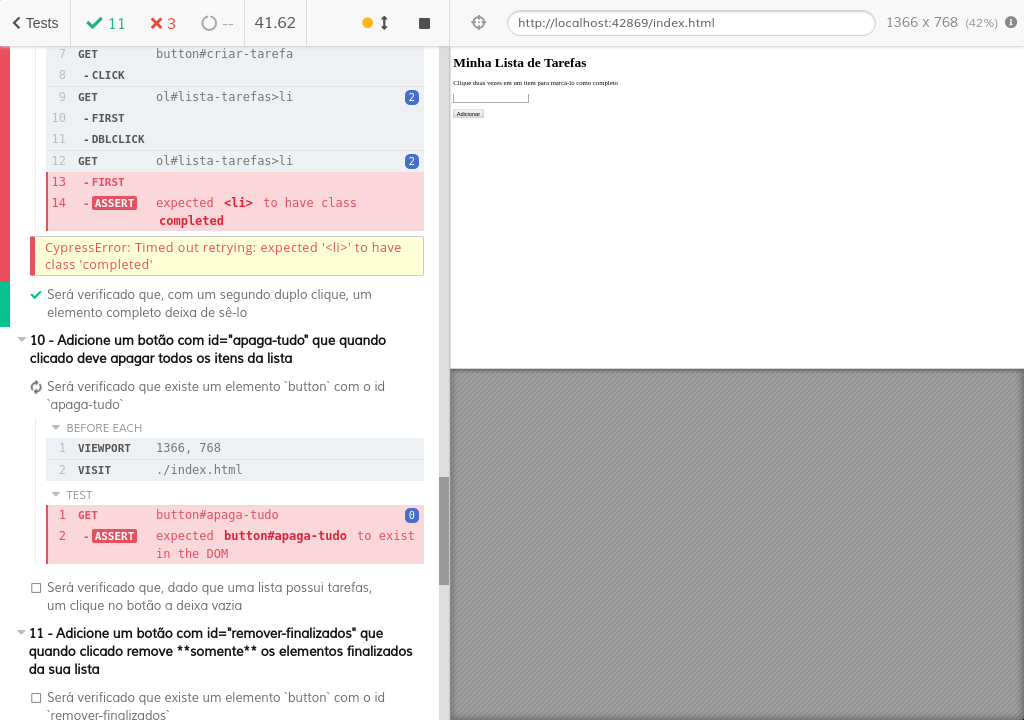 Tests
11
3
--
41.62
http://localhost:42869/index.html
1366 x 768 (42%)
7 GET button#criar-tarefa
8 - CLICK
9 GET ol#lista-tarefas>li 2
10 - FIRST
11 - DBLCLICK
12 GET ol#lista-tarefas>li 2
13 - FIRST
14 - ASSERT expected <li> to have class
completed
CypressError: Timed out retrying: expected '<li>' to have
class 'completed'
Será verificado que, com um segundo duplo clique, um
elemento completo deixa de sê-lo
10 - Adicione um botão com id="apaga-tudo" que quando
clicado deve apagar todos os itens da lista
Será verificado que existe um elemento `button` com o id
`apaga-tudo`
BEFORE EACH
1 VIEWPORT 1366, 768
2 VISIT ./index.html
TEST
1 GET button#apaga-tudo 0
2 - ASSERT expected button#apaga-tudo to exist
in the DOM
Será verificado que, dado que uma lista possui tarefas,
um clique no botão a deixa vazia
11 - Adicione um botão com id="remover-finalizados" que
quando clicado remove **somente** os elementos finalizados
da sua lista
Será verificado que existe um elemento `button` com o id
`remover-finalizados`
Minha Lista de Tarefas
Clique duas vezes em um item para marcá-lo como completo
Adicionar